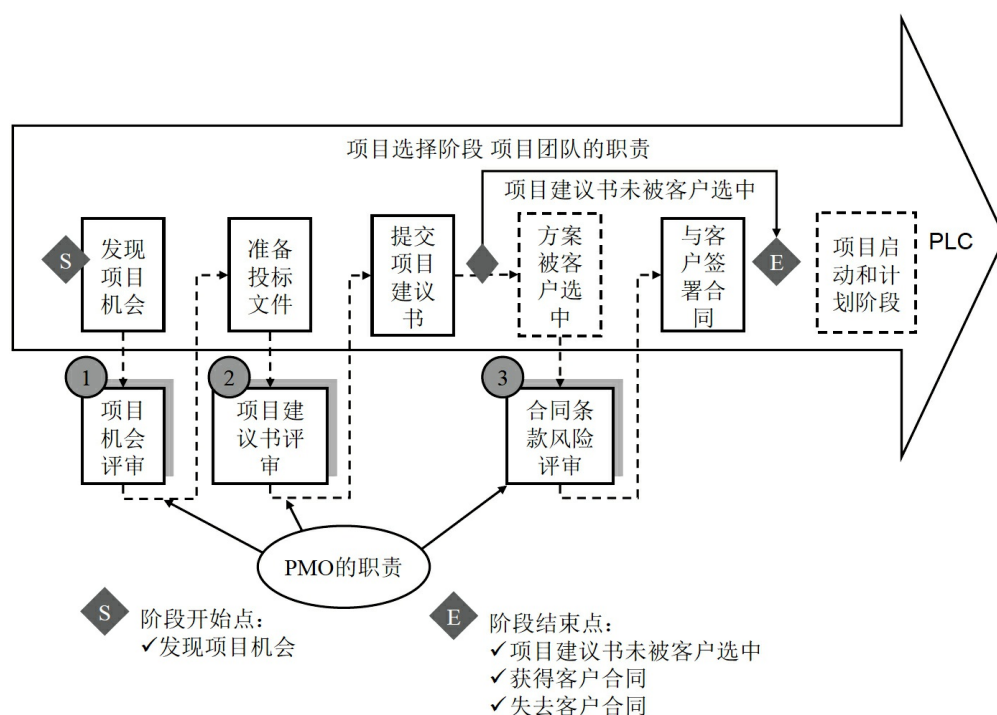 项目选择阶段 项目团队的职责
项目建议书未被客户选中
S
发现
项目
机会
准备
投标
文件
提交
项目
建议
书
方案
被客
户选
中
与客
户签
署合
同
E
项目启
动和计
划阶段
PLC
1
项目
机会
评审
2
项目建
议书评
审
3
合同条
款风险
评审
PMO的职责
S
阶段开始点：
✓发现项目机会
E
阶段结束点：
✓项目建议书未被客户选中
✓获得客户合同
✓失去客户合同